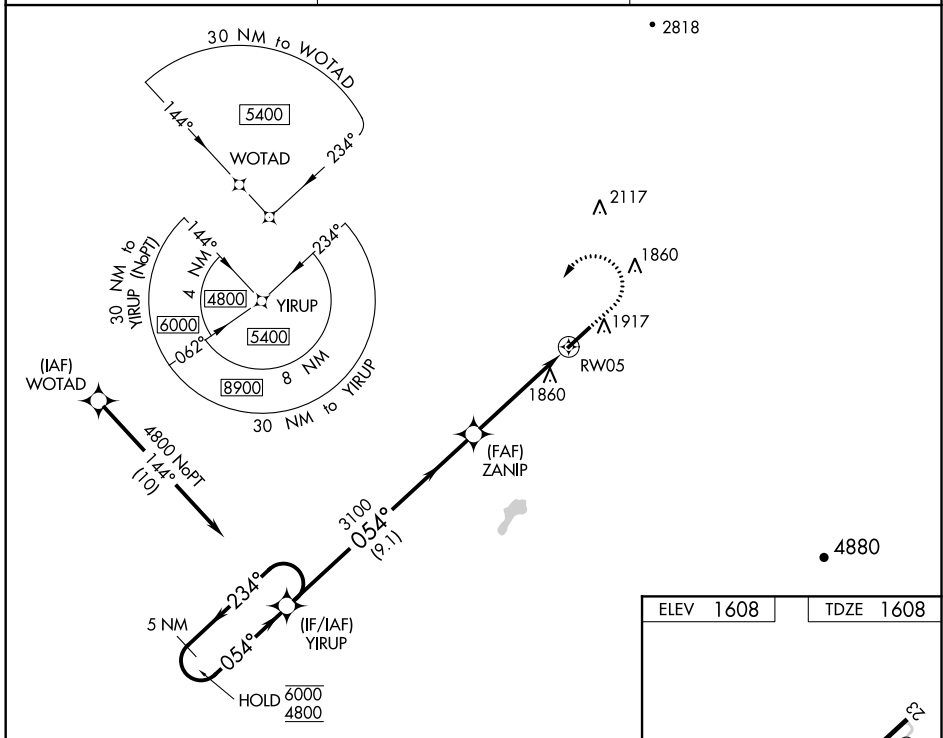 2818
30 NM to WOTAD
144°
5400
234°
WOTAD
2117
144°
234°
30 NM to
YIRUP (NoPT)
4 NM
4800
YIRUP
1860
6000
5400
062°
1917
8 NM
8900
RW05
30 NM to YIRUP
(IAF)
WOTAD
1860
4800 NoPT
144°
(10)
(FAF)
ZANIP
3100
054°
(9.1)
4880
234°
5 NM
054°
(IF/IAF)
YIRUP
ELEV 1608
TDZE 1608
HOLD 6000
4800
23